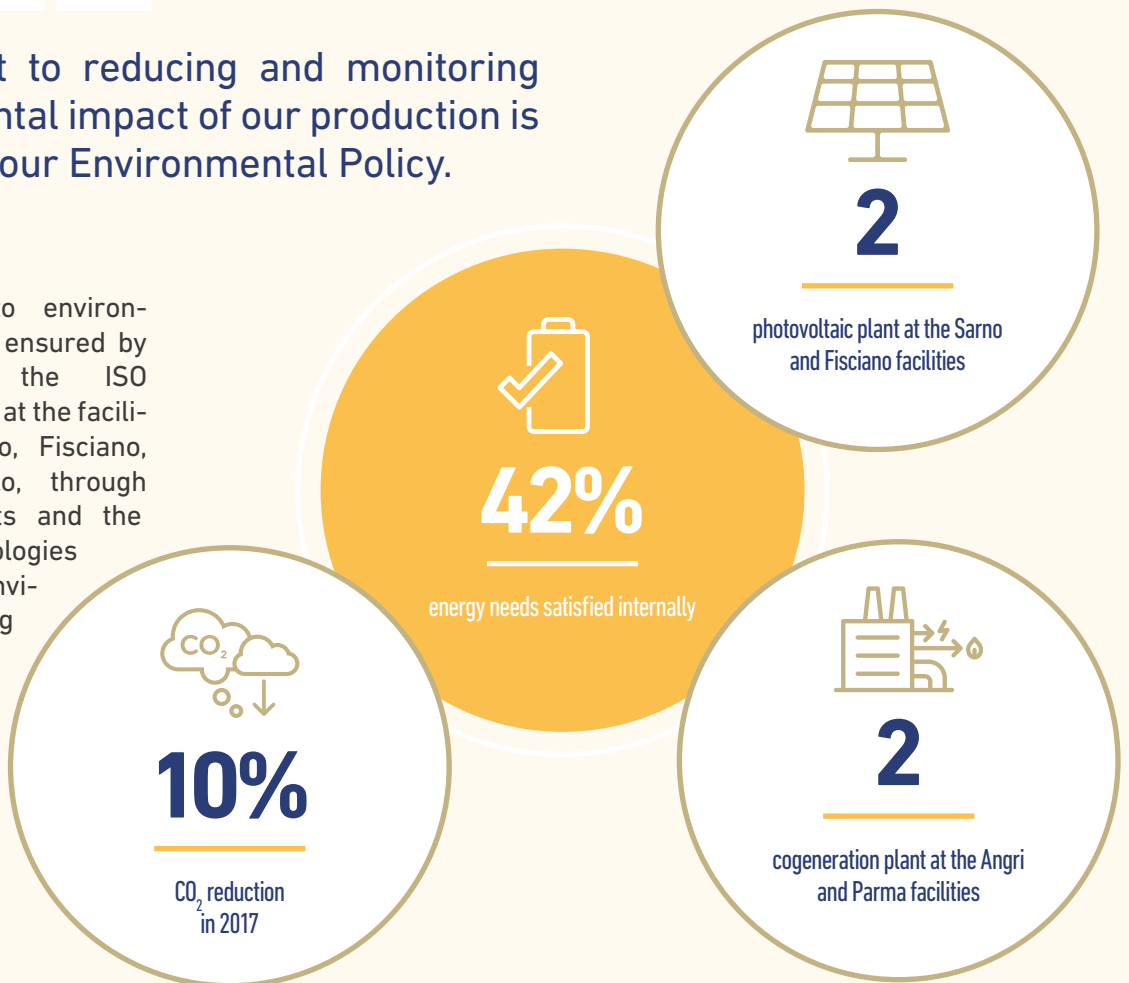 t to reducing and monitoring
ntal impact of our production is
our Environmental Policy.
to environ-
ensured by
the ISO
at the facili-
o, Fisciano,
to, through
ts and the
ologies
nvi-
g
2
photovoltaic plant at the Sarno
and Fisciano facilities
42%
energy needs satisfied internally
CO₂
10%
CO₂ reduction
in 2017
2
cogeneration plant at the Angri
and Parma facilities